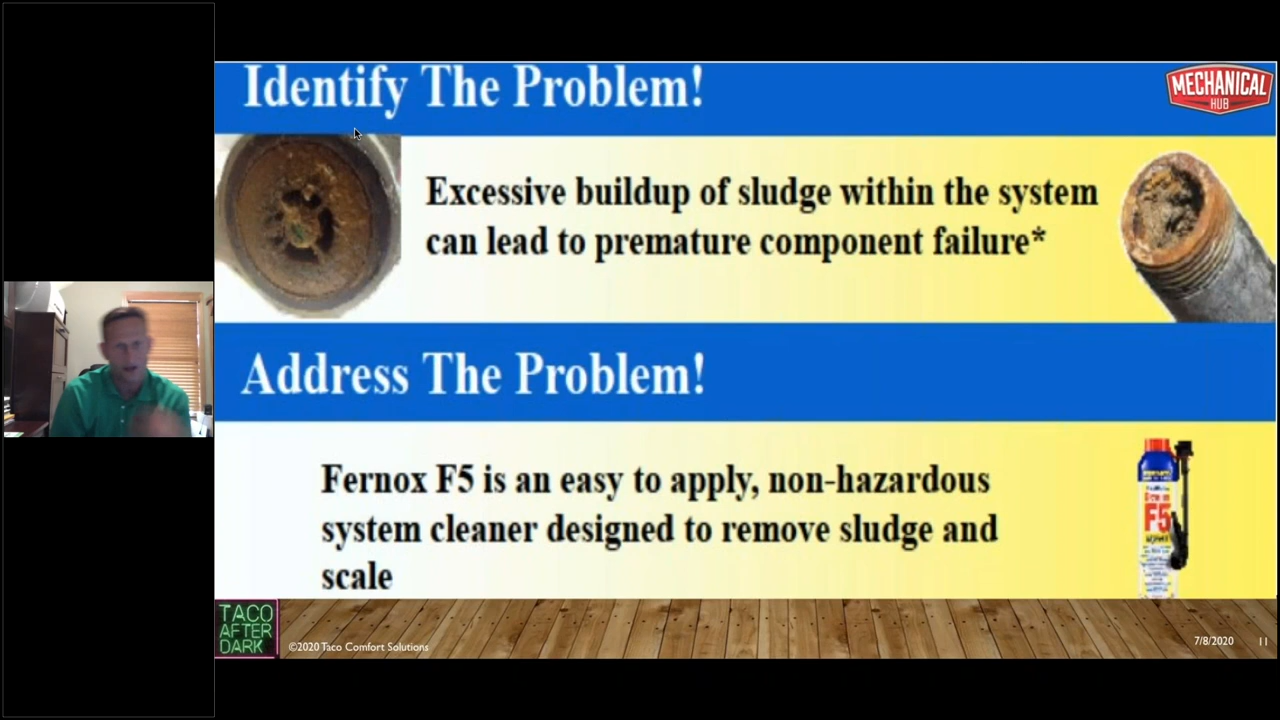 Identify The Problem!
MECHANICAL
HUB
Excessive buildup of sludge within the system
can lead to premature component failure*
Address The Problem!
Fernox F5 is an easy to apply, non-hazardous
system cleaner designed to remove sludge and
scale
F5
TACO
AFTER
DARK
©2020 Taco Comfort Solutions
7/8/2020
11